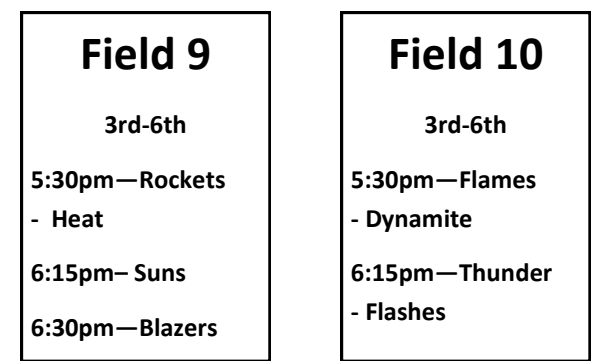 Field 9
3rd-6th
5:30pm—Rockets
- Heat
6:15pm– Suns
6:30pm—Blazers
Field 10
3rd-6th
5:30pm—Flames
- Dynamite
6:15pm—Thunder
- Flashes